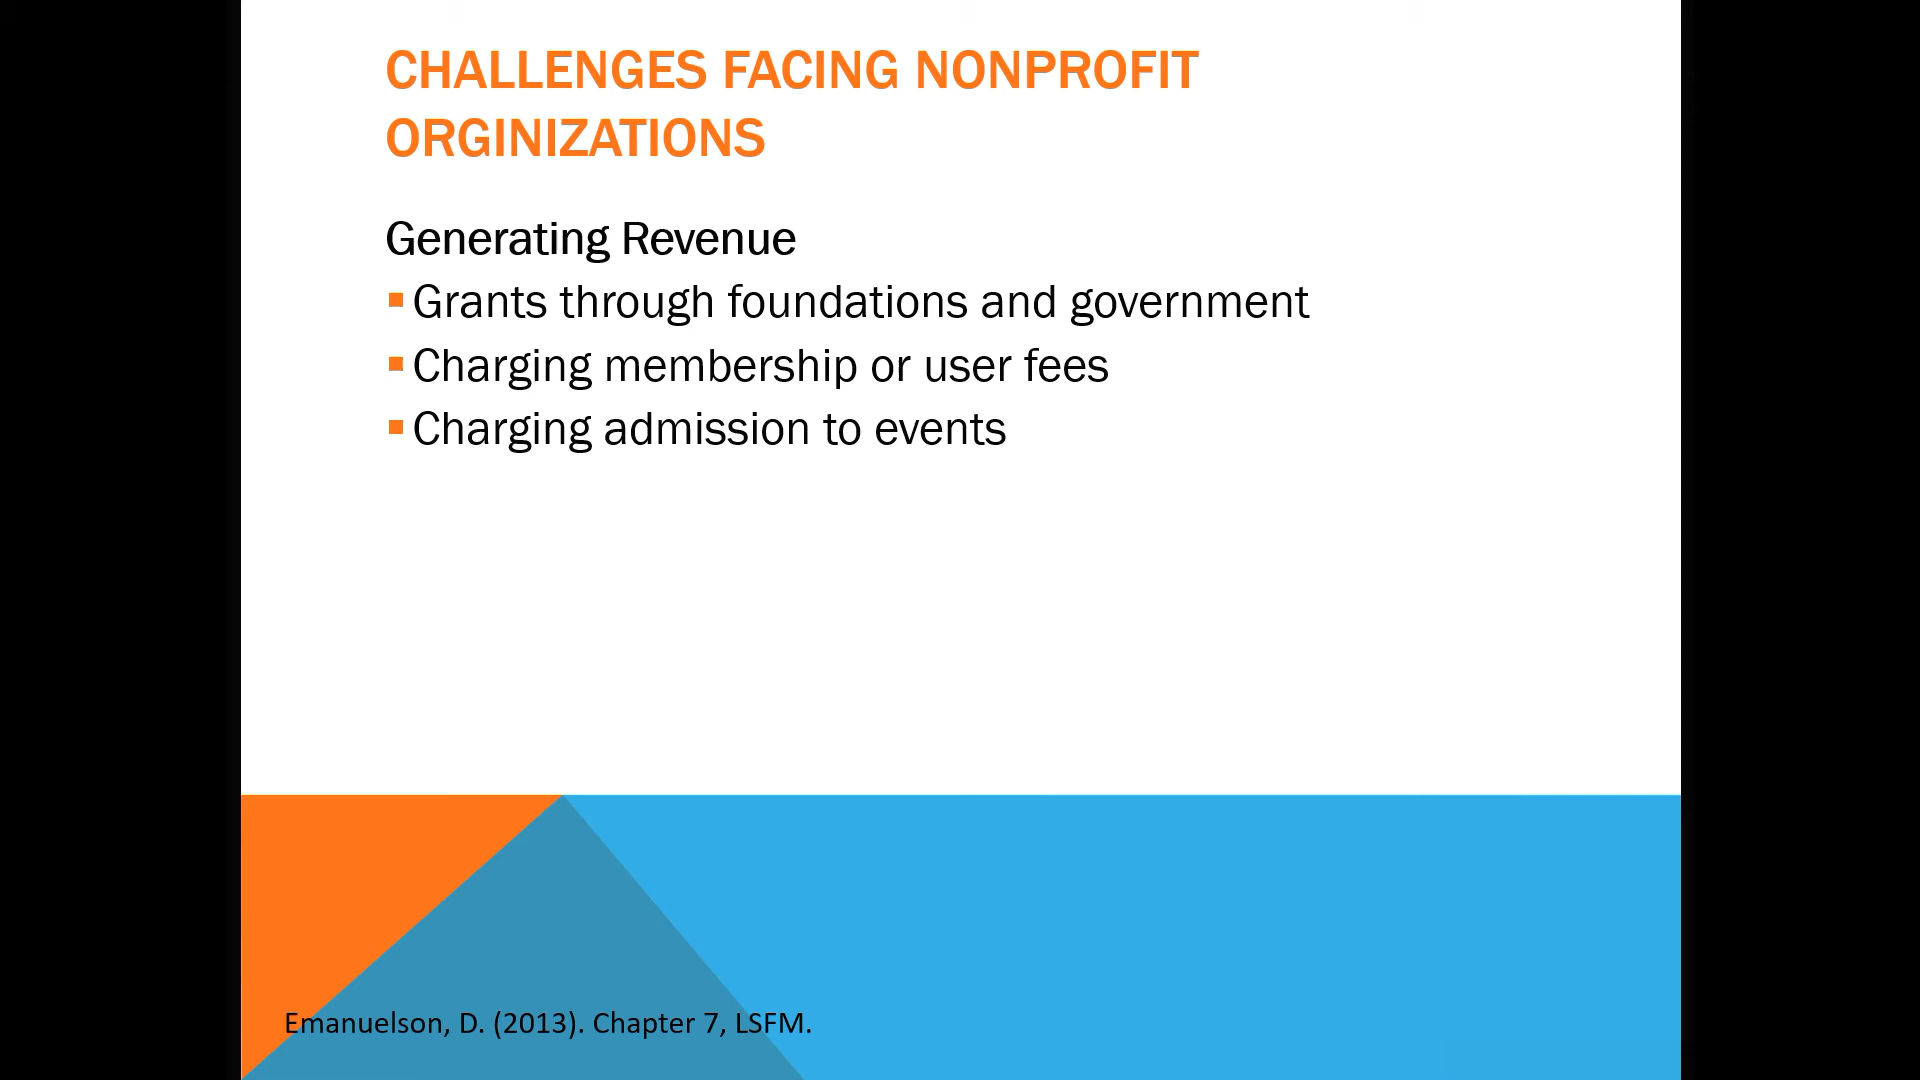 CHALLENGES FACING NONPROFIT
ORGINIZATIONS
Generating Revenue
Grants through foundations and government
Charging membership or user fees
Charging admission to events
Emanuelson, D. (2013). Chapter 7, LSFM.